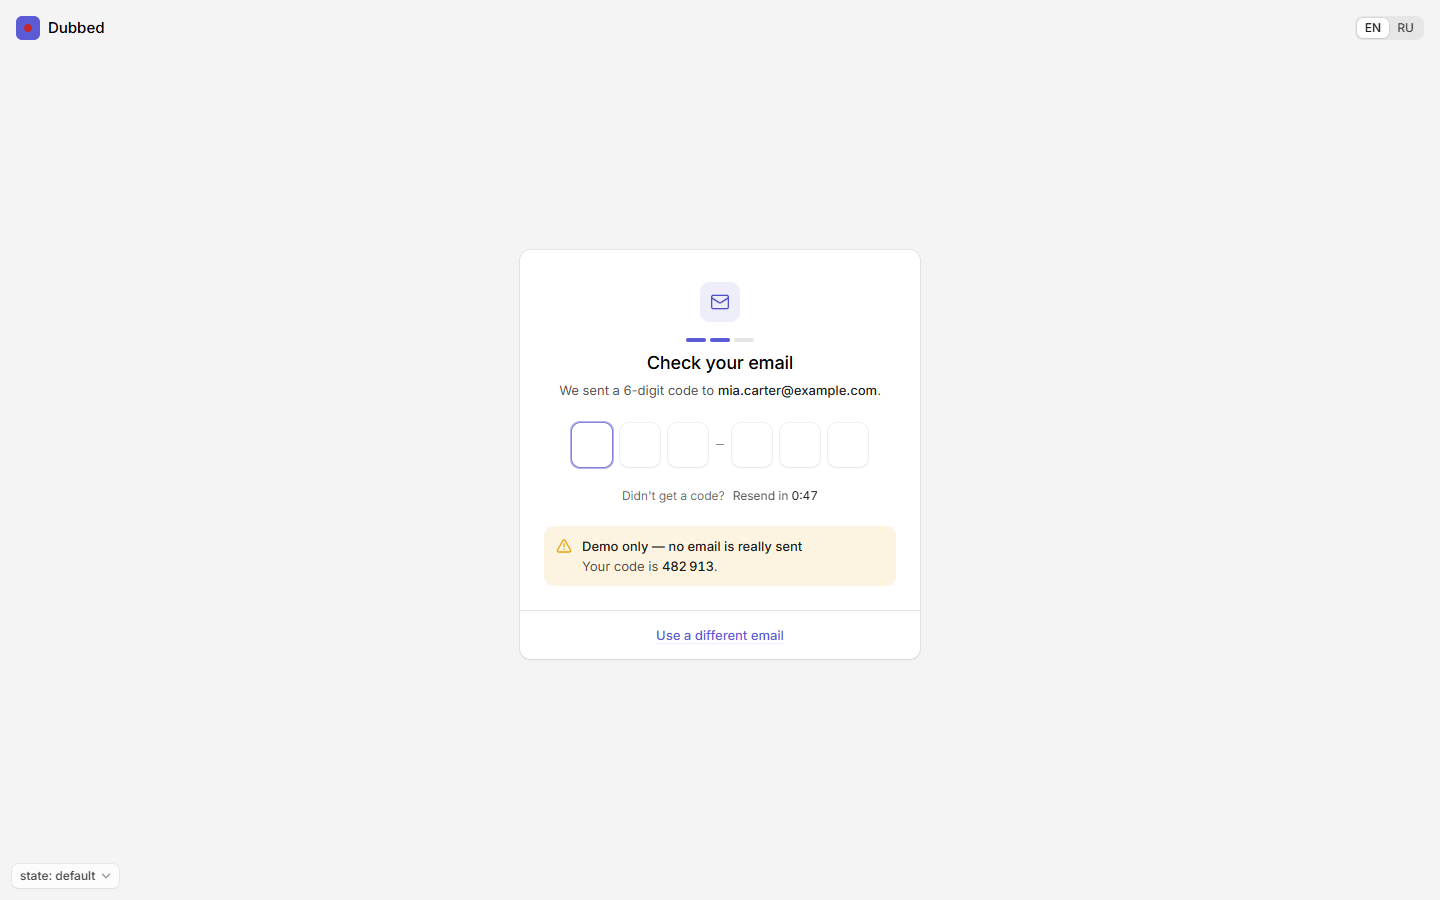 Dubbed
EN RU
Check your email
We sent a 6-digit code to mia.carter@example.com.
–
Didn't get a code? Resend in 0:47
Demo only — no email is really sent
Your code is 482 913.
Use a different email
state: default